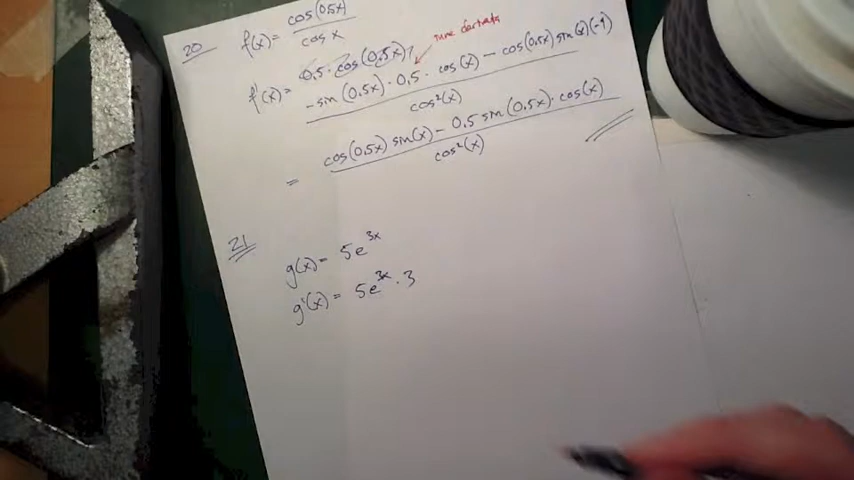 20 f(x) = cos(0.5x) / cos x
inre derivata
0.5 · cos(0.5x)
f'(x) = -sin(0.5x) · 0.5 · cos(x) - cos(0.5x) sin(x)(-1) / cos²(x)
= cos(0.5x) sin(x) - 0.5 sin(0.5x) · cos(x) / cos²(x)
21 g(x) = 5e^3x
g'(x) = 5e^3x · 3